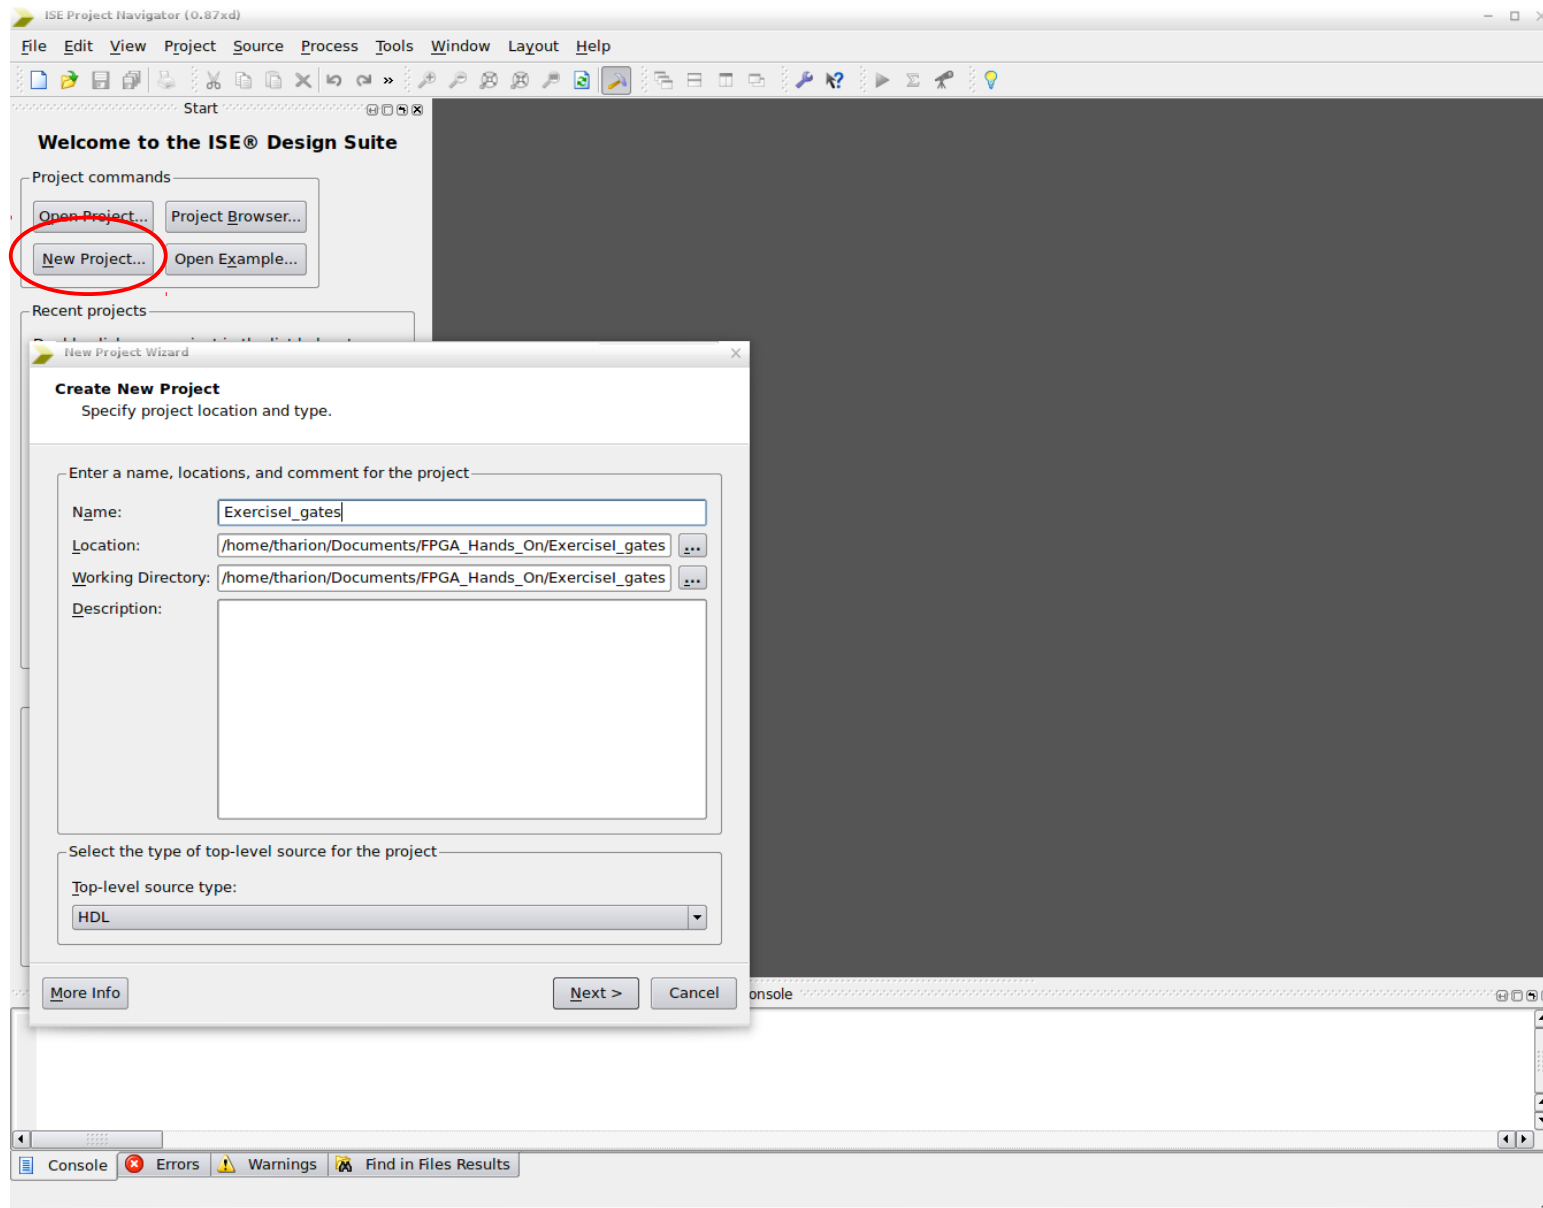 ISE Project Navigator (O.87xd)
File Edit View Project Source Process Tools Window Layout Help
Start
Welcome to the ISE® Design Suite
Project commands
Open Project... Project Browser...
New Project... Open Example...
Recent projects
New Project Wizard
Create New Project
Specify project location and type.
Enter a name, locations, and comment for the project
Name: ExerciseI_gates
Location: /home/tharion/Documents/FPGA_Hands_On/ExerciseI_gates ...
Working Directory: /home/tharion/Documents/FPGA_Hands_On/ExerciseI_gates ...
Description:
Select the type of top-level source for the project
Top-level source type:
HDL
More Info Next > Cancel
onsole
Console Errors Warnings Find in Files Results